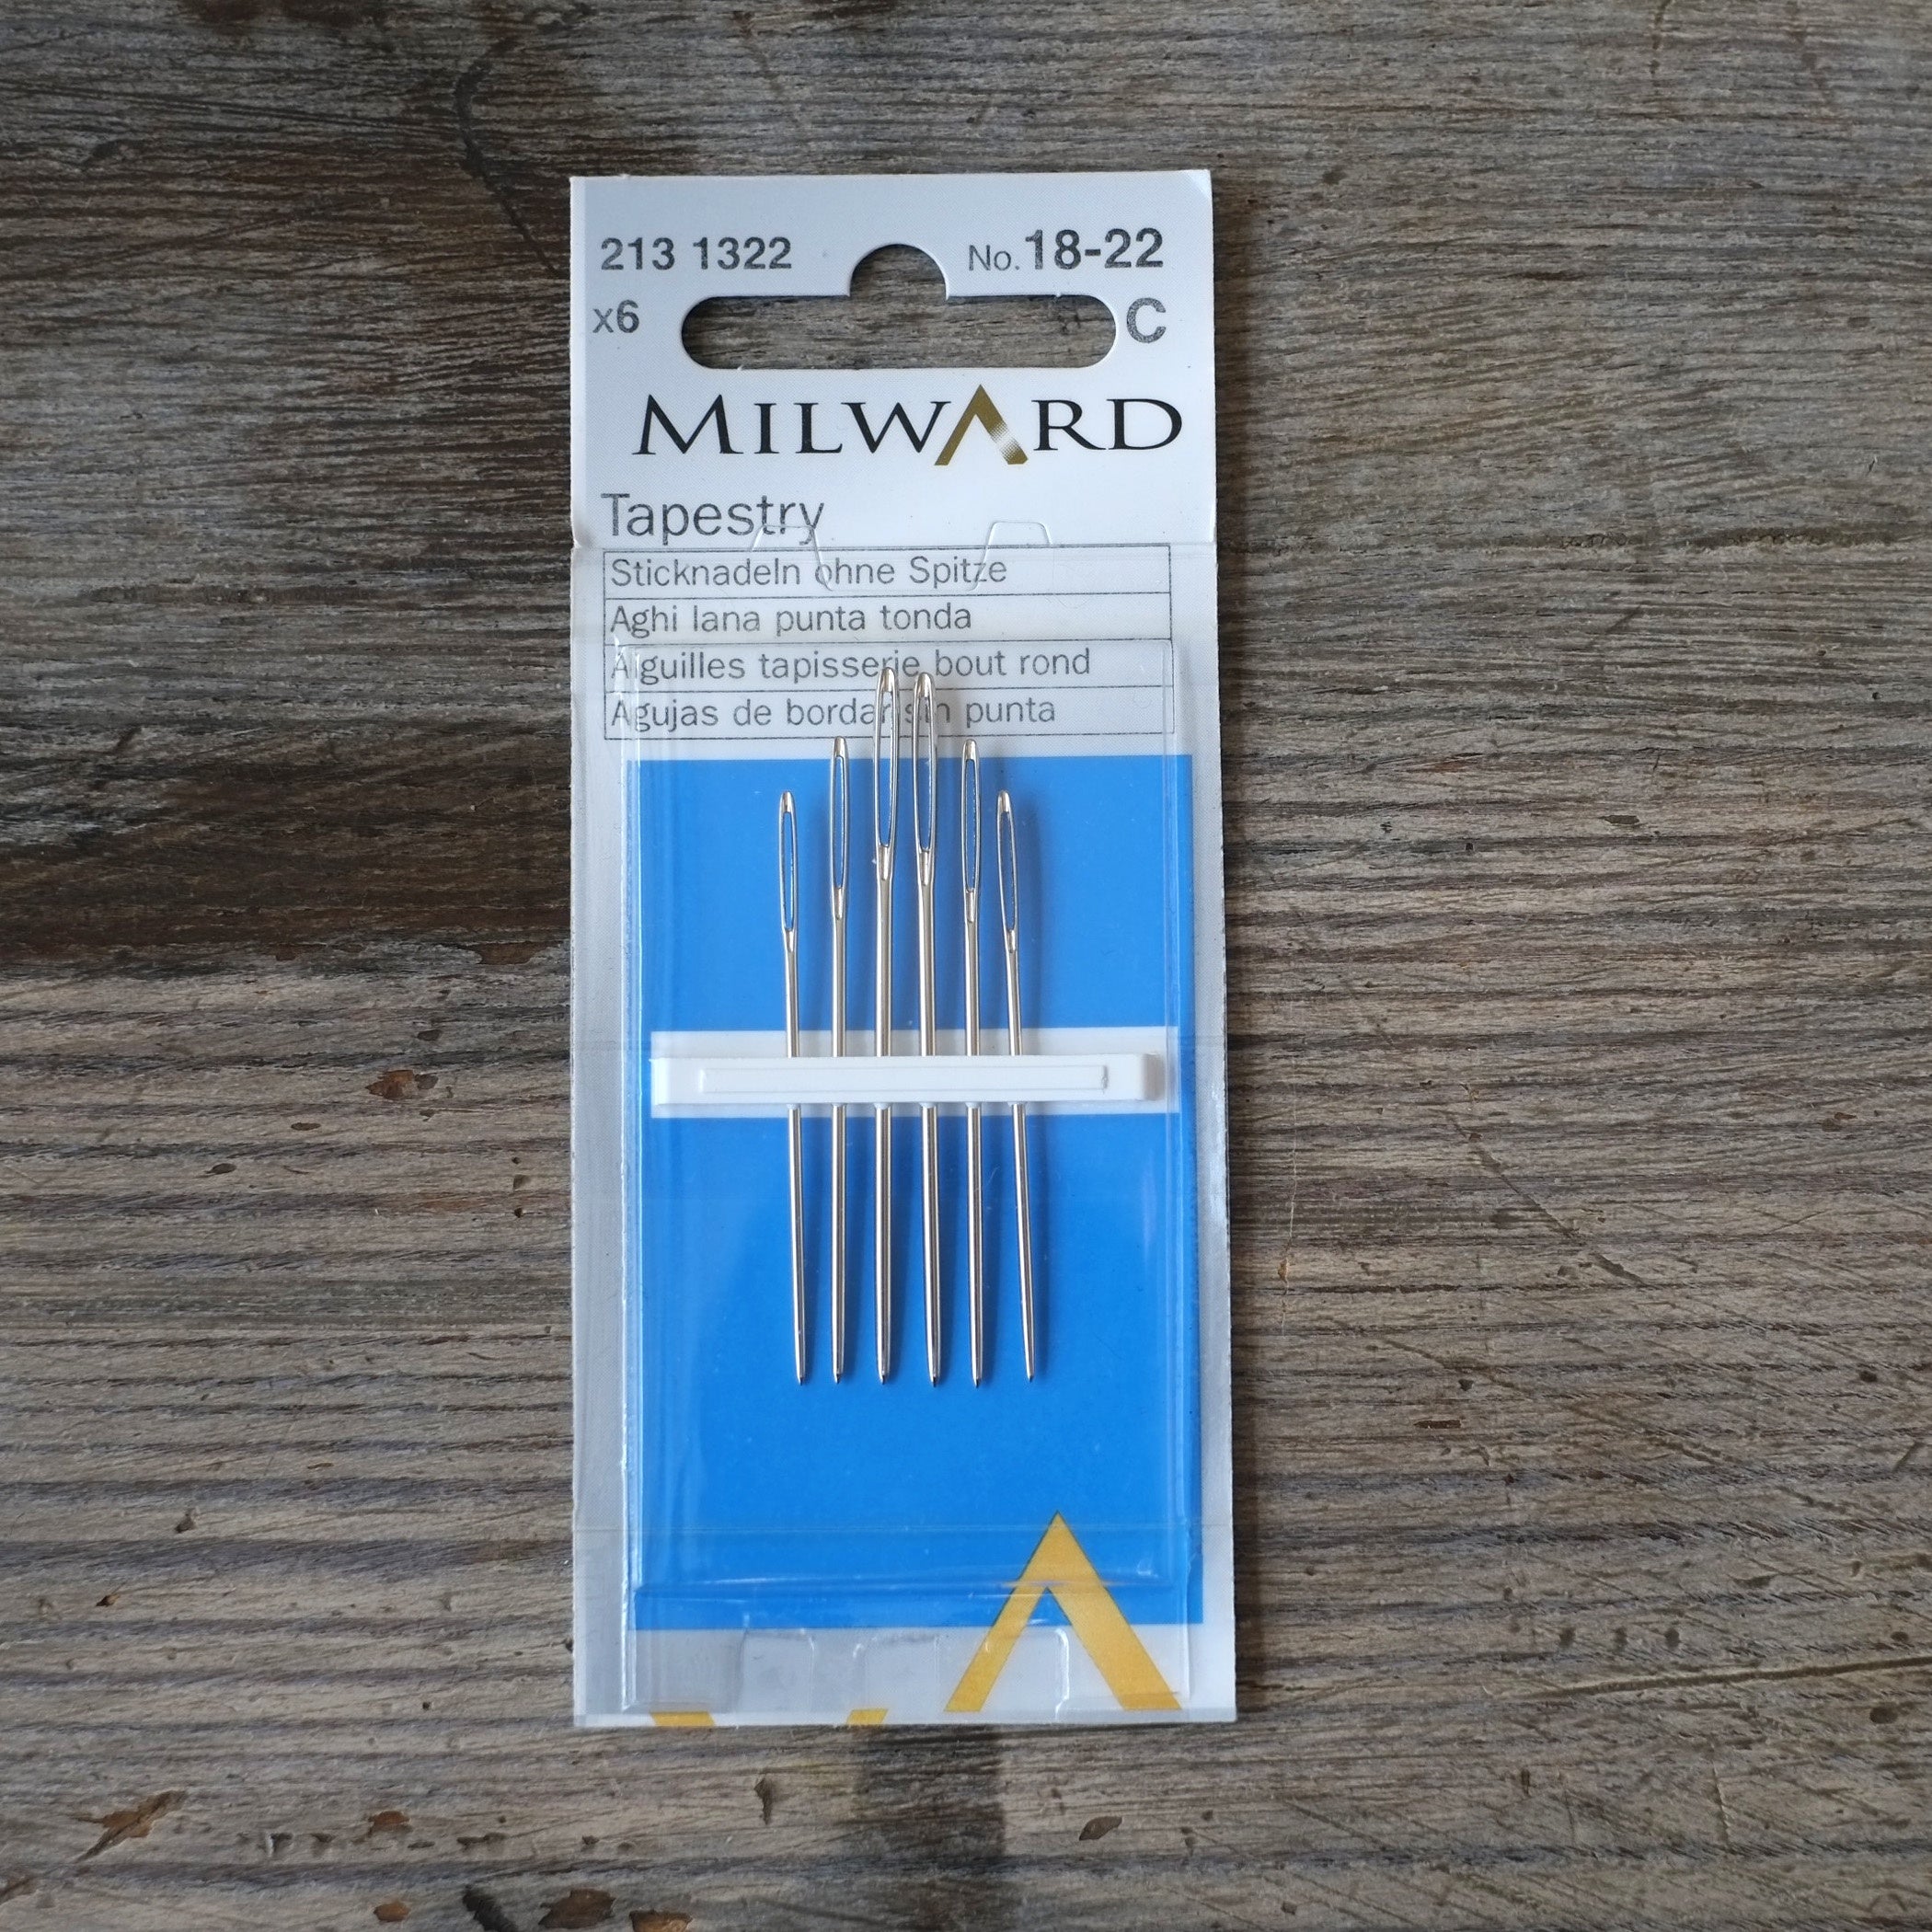 213 1322
No.18-22
x6
C
MILWARD
Tapestry
Sticknadeln ohne Spitze
Aghi lana punta tonda
Aiguilles tapisserie bout rond
Agujas de bordar sin punta